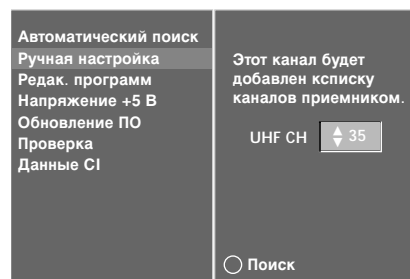 Автоматический поиск
Ручная настройка
Редак. программ
Напряжение +5 В
Обновление ПО
Проверка
Данные CI
Этот канал будет
добавлен ксписку
каналов приемником.
UHF CH 35
Поиск